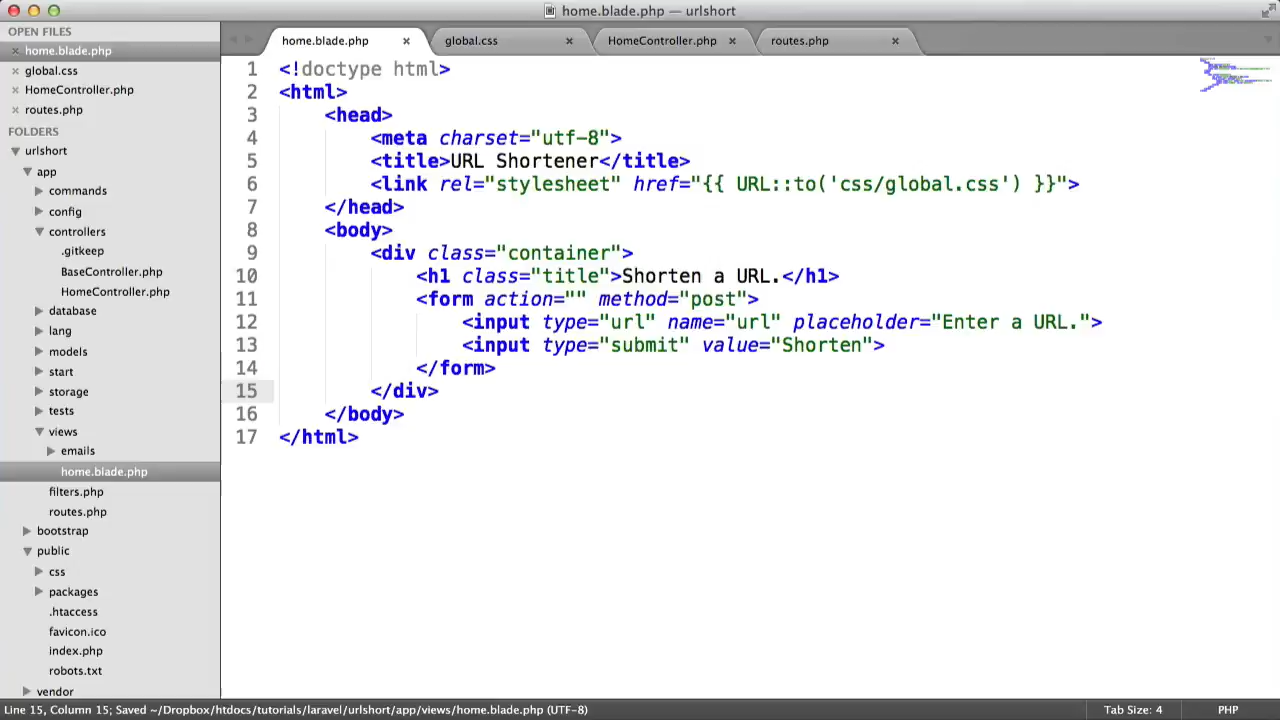 home.blade.php — urlshort
OPEN FILES
home.blade.php
global.css
HomeController.php
routes.php
FOLDERS
urlshort
app
commands
config
controllers
.gitkeep
BaseController.php
HomeController.php
database
lang
models
start
storage
tests
views
emails
home.blade.php
filters.php
routes.php
bootstrap
public
css
packages
.htaccess
favicon.ico
index.php
robots.txt
vendor
home.blade.php global.css HomeController.php routes.php
1 <!doctype html>
2 <html>
3 <head>
4 <meta charset="utf-8">
5 <title>URL Shortener</title>
6 <link rel="stylesheet" href="{{ URL::to('css/global.css') }}">
7 </head>
8 <body>
9 <div class="container">
10 <h1 class="title">Shorten a URL.</h1>
11 <form action="" method="post">
12 <input type="url" name="url" placeholder="Enter a URL.">
13 <input type="submit" value="Shorten">
14 </form>
15 </div>
16 </body>
17 </html>
Line 15, Column 15; Saved ~/Dropbox/htdocs/tutorials/laravel/urlshort/app/views/home.blade.php (UTF-8) Tab Size: 4 PHP